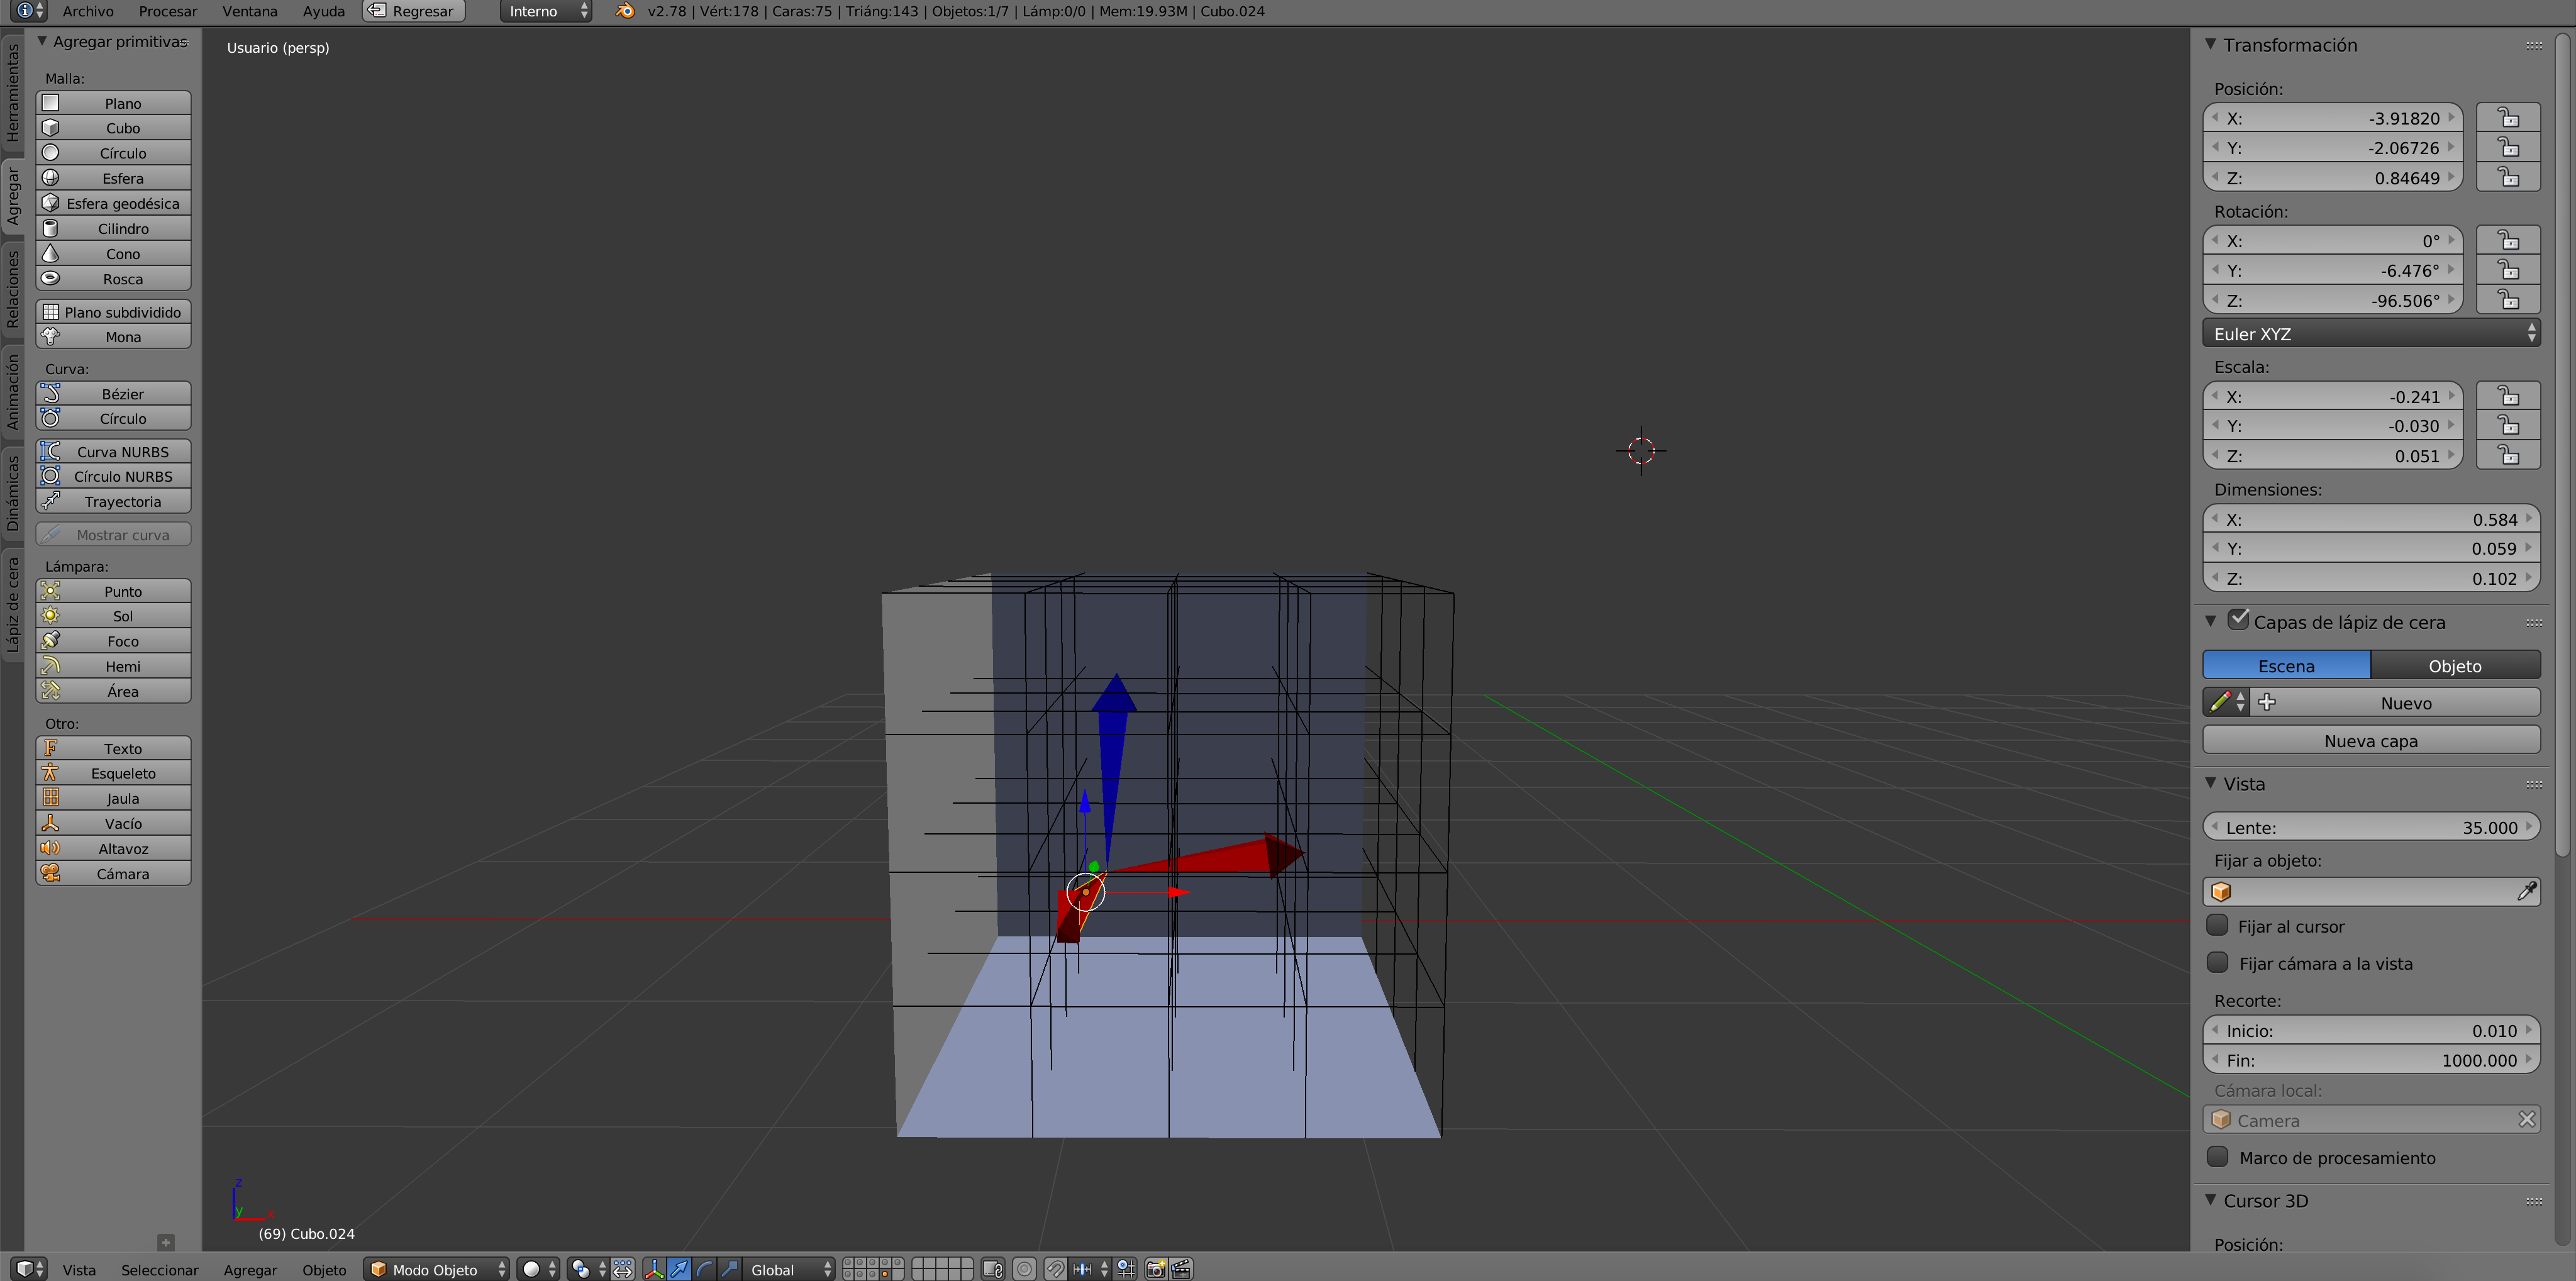 Archivo Procesar Ventana Ayuda Regresar Interno v2.78 | Vért:178 | Caras:75 | Triáng:143 | Objetos:1/7 | Lámp:0/0 | Mem:19.93M | Cubo.024
Herramientas
Agregar
Relaciones
Animación
Dinámicas
Lápiz de cera
Agregar primitivas
Malla:
Plano
Cubo
Círculo
Esfera
Esfera geodésica
Cilindro
Cono
Rosca
Plano subdividido
Mona
Curva:
Bézier
Círculo
Curva NURBS
Círculo NURBS
Trayectoria
Mostrar curva
Lámpara:
Punto
Sol
Foco
Hemi
Área
Otro:
Texto
Esqueleto
Jaula
Vacío
Altavoz
Cámara
Usuario (persp)
z
y
x
(69) Cubo.024
Transformación
Posición:
X: -3.91820
Y: -2.06726
Z: 0.84649
Rotación:
X: 0°
Y: -6.476°
Z: -96.506°
Euler XYZ
Escala:
X: -0.241
Y: -0.030
Z: 0.051
Dimensiones:
X: 0.584
Y: 0.059
Z: 0.102
Capas de lápiz de cera
Escena Objeto
Nuevo
Nueva capa
Vista
Lente: 35.000
Fijar a objeto:
Fijar al cursor
Fijar cámara a la vista
Recorte:
Inicio: 0.010
Fin: 1000.000
Cámara local:
Camera
Marco de procesamiento
Cursor 3D
Posición:
Vista Seleccionar Agregar Objeto Modo Objeto Global